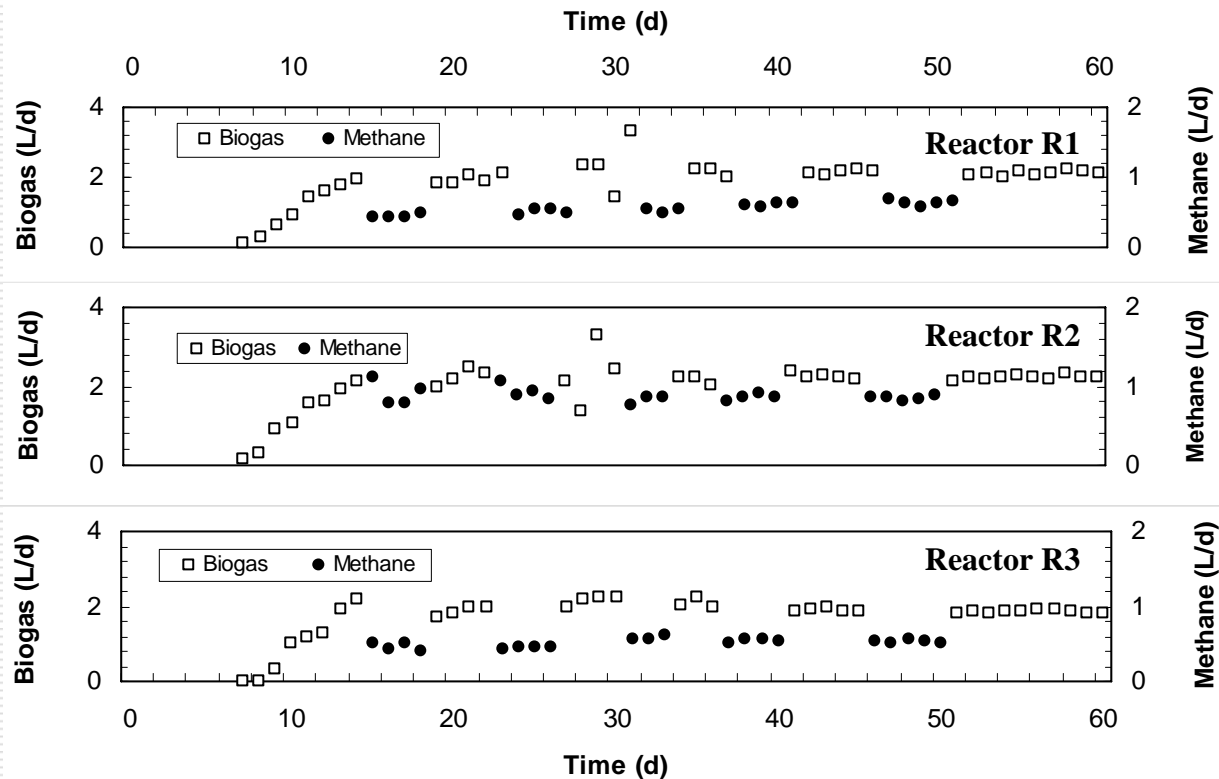 Time (d)
0 10 20 30 40 50 60
Biogas (L/d)
4
2
0
Biogas Methane
Reactor R1
2
1
0
Methane (L/d)
Biogas (L/d)
4
2
0
Biogas Methane
Reactor R2
2
1
0
Methane (L/d)
Biogas (L/d)
4
2
0
Biogas Methane
Reactor R3
2
1
0
Methane (L/d)
0 10 20 30 40 50 60
Time (d)